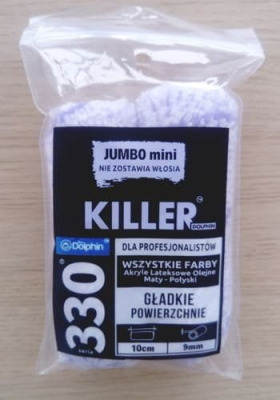 JUMBO mini
NIE ZOSTAWIA WŁOSIA
KILLER™
DOLPHIN
Dolphin
DLA PROFESJONALISTÓW
WSZYSTKIE FARBY
Akryle Lateksowe Olejne
Maty - Połyski
GŁADKIE
POWIERZCHNIE
10cm
9mm
seria
330